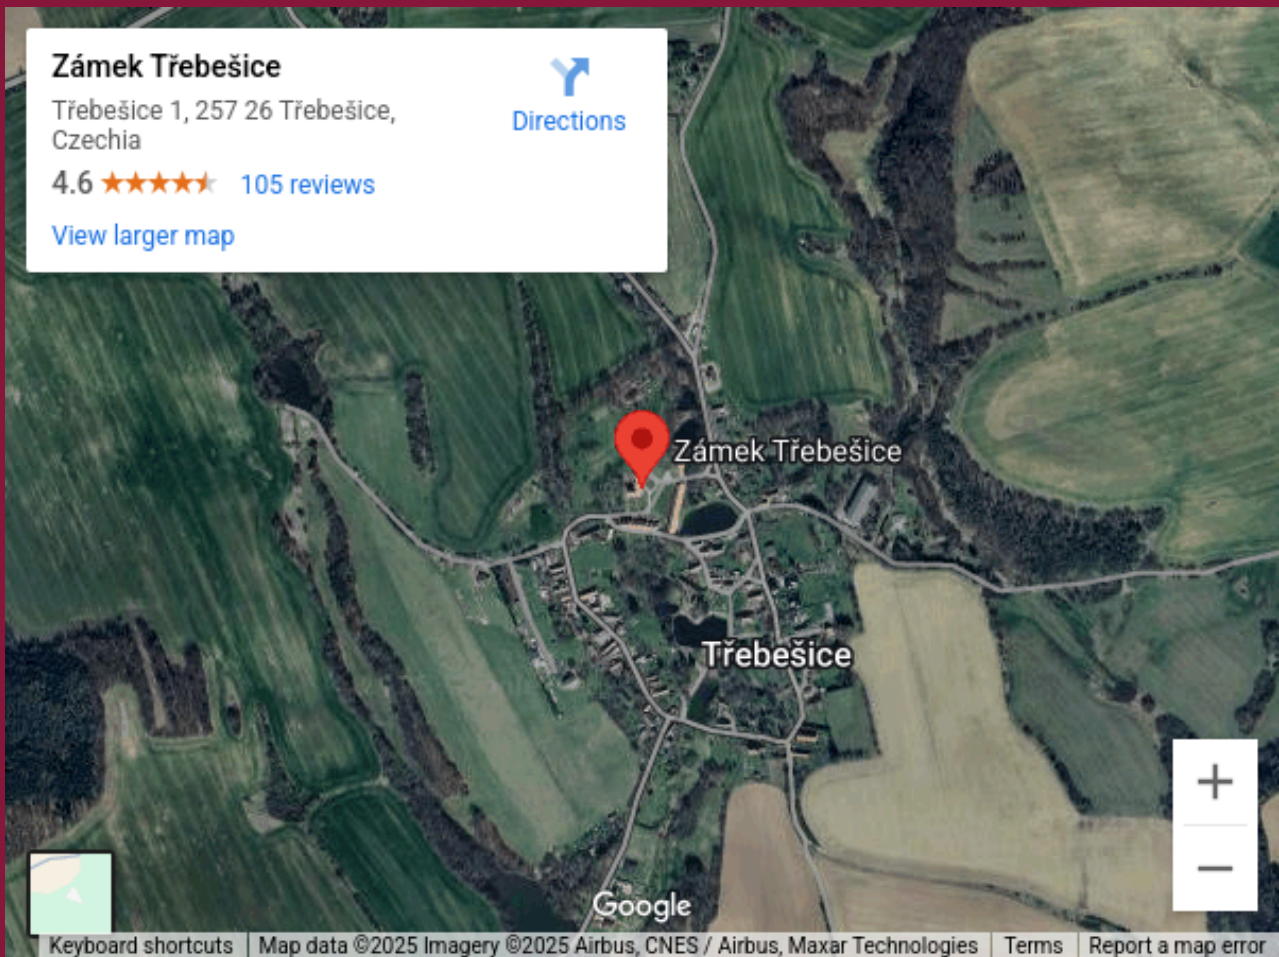 Zámek Třebešice
Třebešice 1, 257 26 Třebešice,
Czechia
4.6
105 reviews
View larger map
Directions
Zámek Třebešice
Třebešice
Google
Keyboard shortcuts
Map data ©2025 Imagery ©2025 Airbus, CNES / Airbus, Maxar Technologies
Terms
Report a map error